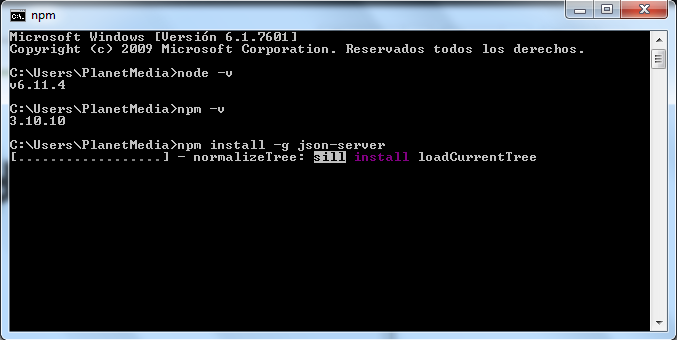 npm
Microsoft Windows [Versión 6.1.7601]
Copyright (c) 2009 Microsoft Corporation. Reservados todos los derechos.
C:\Users\PlanetMedia>node -v
v6.11.4
C:\Users\PlanetMedia>npm -v
3.10.10
C:\Users\PlanetMedia>npm install -g json-server
[.................] - normalizeTree: sill install loadCurrentTree